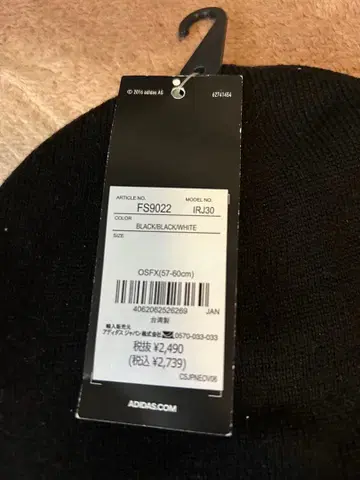 © 2016 adidas AG
62741454
ARTICLE NO. MODEL NO.
FS9022 IRJ30
COLOR
BLACK/BLACK/WHITE
SIZE
OSFX(57-60cm)
4062062526269 JAN
台湾製
輸入販売元
アディダス ジャパン株式会社 0570-033-033
税抜 ¥2,490
(税込 ¥2,739)
CSJPNECIV06
ADIDAS.COM